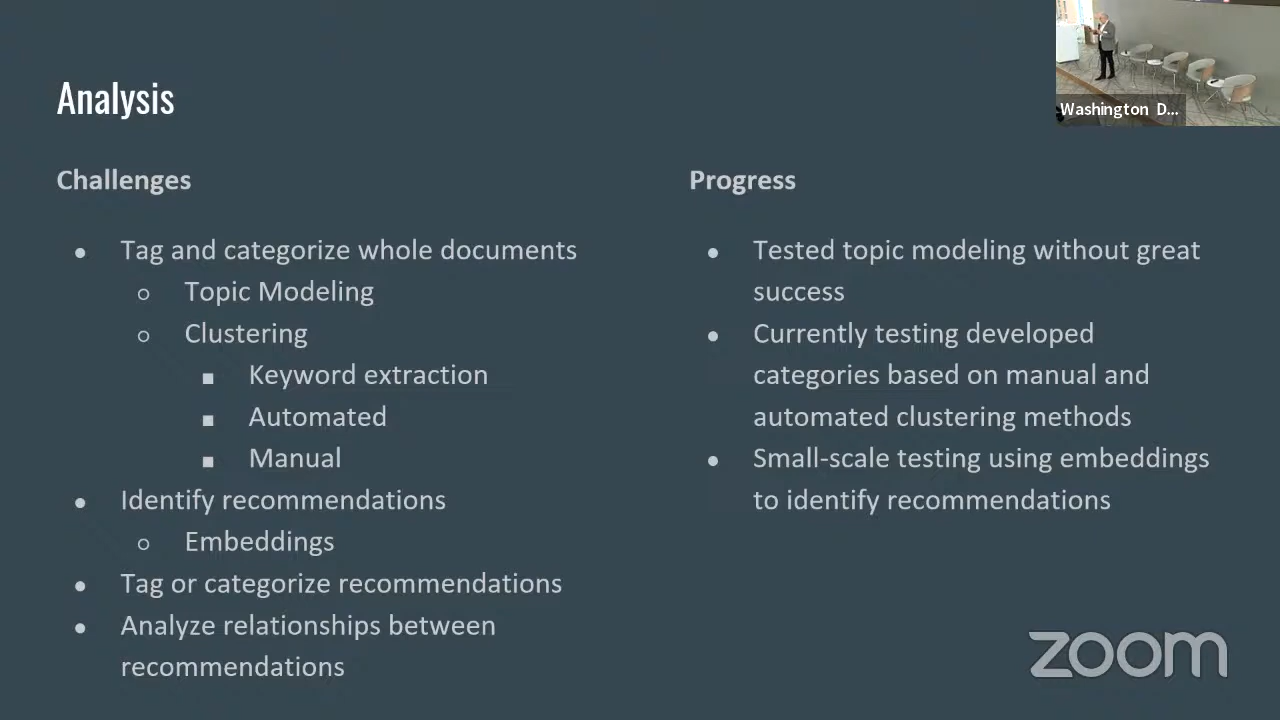 Analysis
Washington D...
Challenges
Tag and categorize whole documents
Topic Modeling
Clustering
Keyword extraction
Automated
Manual
Identify recommendations
Embeddings
Tag or categorize recommendations
Analyze relationships between
recommendations
Progress
Tested topic modeling without great
success
Currently testing developed
categories based on manual and
automated clustering methods
Small-scale testing using embeddings
to identify recommendations
zoom